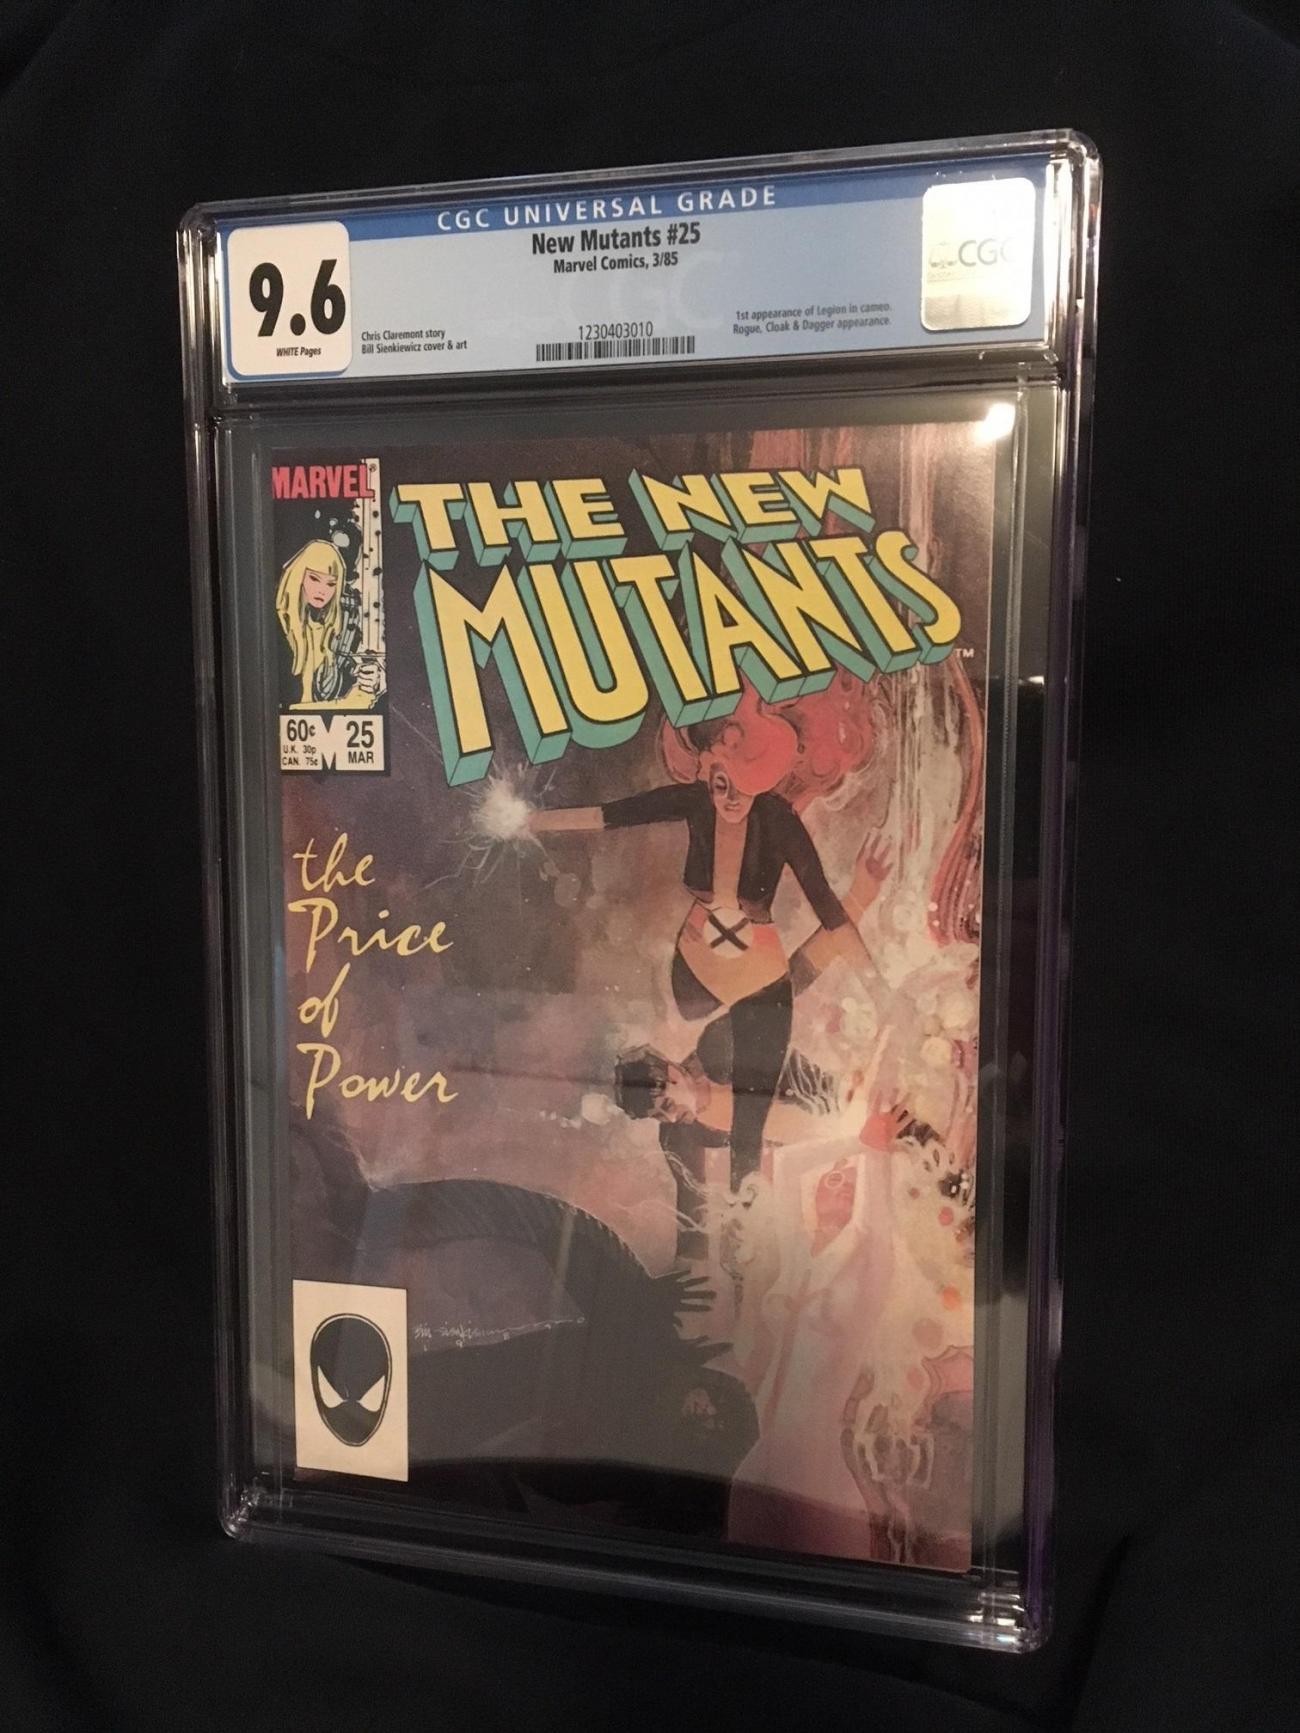 CGC UNIVERSAL GRADE
New Mutants #25
Marvel Comics, 3/85
9.6
WHITE Pages
Chris Claremont story
Bill Sienkiewicz cover & art
1230403010
1st appearance of Legion in cameo.
Rogue, Cloak & Dagger appearance.
CGC
MARVEL®
THE NEW
MUTANTS
TM
60¢
U.K. 30p
CAN. 75¢
M
25
MAR
the
Price
of
Power
X